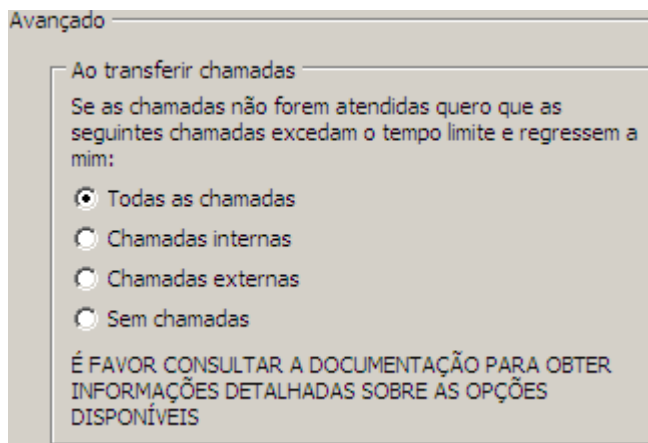 Avançado
Ao transferir chamadas
Se as chamadas não forem atendidas quero que as
seguintes chamadas excedam o tempo limite e regressem a
mim:
Todas as chamadas
Chamadas internas
Chamadas externas
Sem chamadas
É FAVOR CONSULTAR A DOCUMENTAÇÃO PARA OBTER
INFORMAÇÕES DETALHADAS SOBRE AS OPÇÕES
DISPONÍVEIS